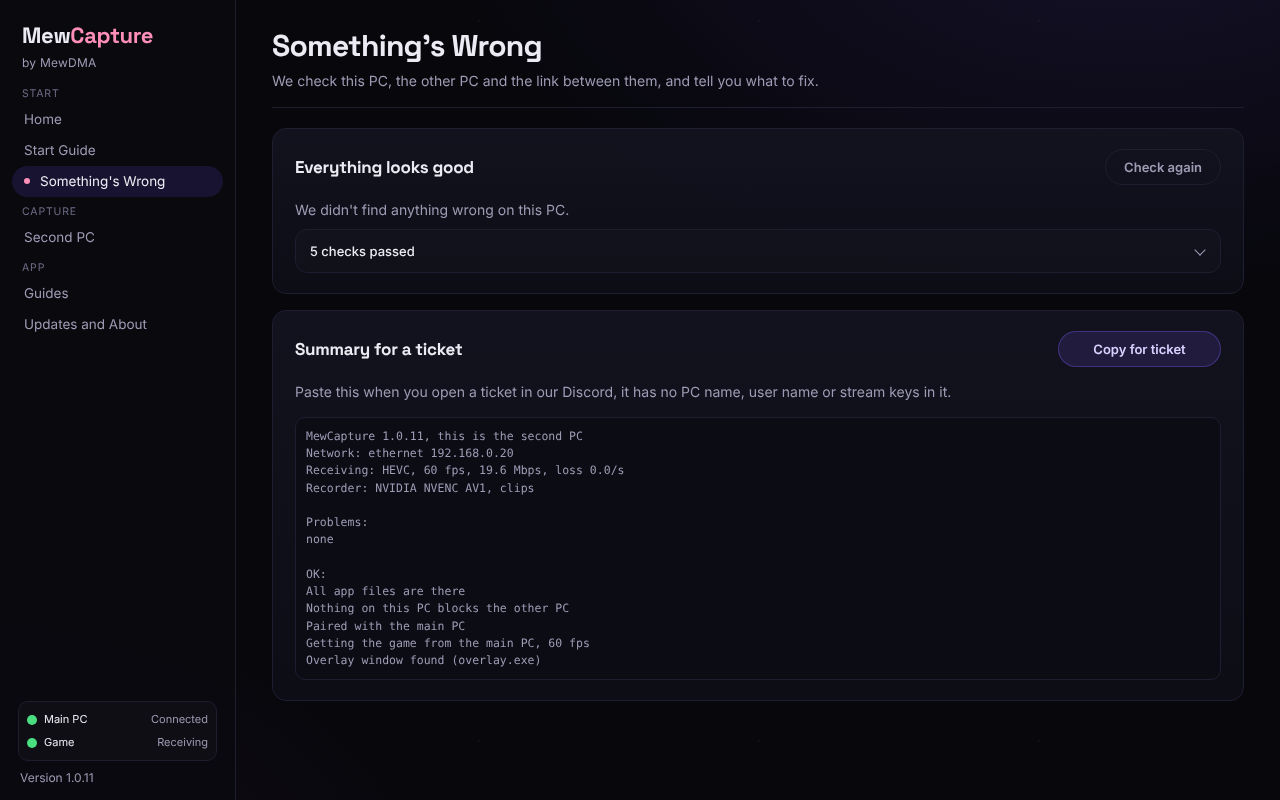 MewCapture
by MewDMA
START
Home
Start Guide
Something's Wrong
CAPTURE
Second PC
APP
Guides
Updates and About
Main PC Connected
Game Receiving
Version 1.0.11
Something's Wrong
We check this PC, the other PC and the link between them, and tell you what to fix.
Everything looks good
Check again
We didn't find anything wrong on this PC.
5 checks passed
Summary for a ticket
Copy for ticket
Paste this when you open a ticket in our Discord, it has no PC name, user name or stream keys in it.
MewCapture 1.0.11, this is the second PC
Network: ethernet 192.168.0.20
Receiving: HEVC, 60 fps, 19.6 Mbps, loss 0.0/s
Recorder: NVIDIA NVENC AV1, clips
Problems:
none
OK:
All app files are there
Nothing on this PC blocks the other PC
Paired with the main PC
Getting the game from the main PC, 60 fps
Overlay window found (overlay.exe)